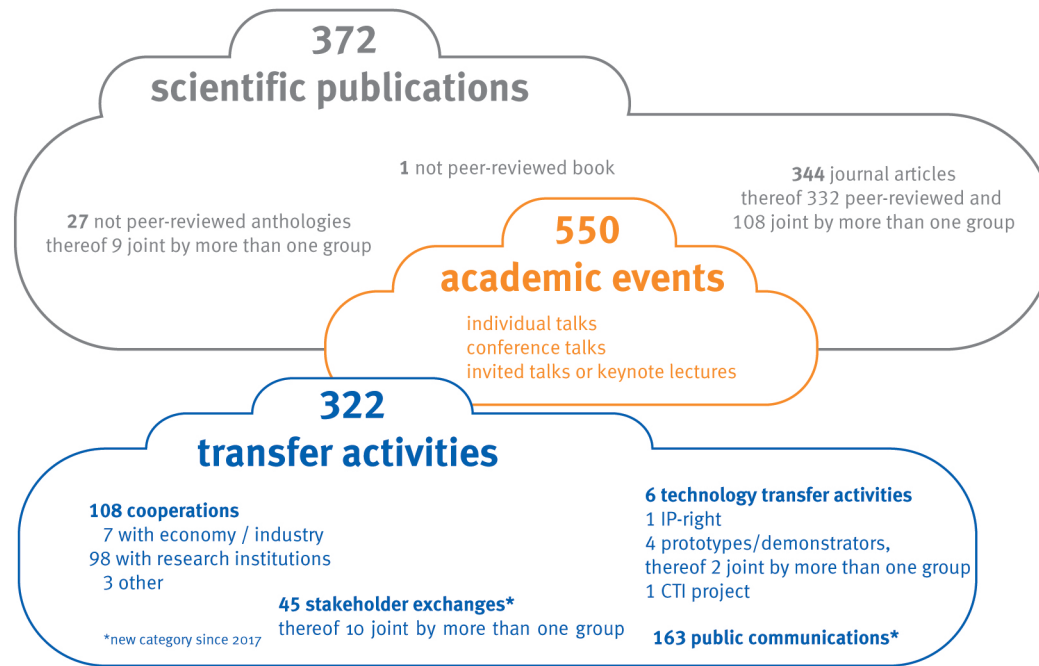 372
scientific publications
1 not peer-reviewed book
344 journal articles
thereof 332 peer-reviewed and
108 joint by more than one group
27 not peer-reviewed anthologies
thereof 9 joint by more than one group
550
academic events
individual talks
conference talks
invited talks or keynote lectures
322
transfer activities
108 cooperations
7 with economy / industry
98 with research institutions
3 other
6 technology transfer activities
1 IP-right
4 prototypes/demonstrators,
thereof 2 joint by more than one group
1 CTI project
45 stakeholder exchanges*
thereof 10 joint by more than one group
163 public communications*
*new category since 2017